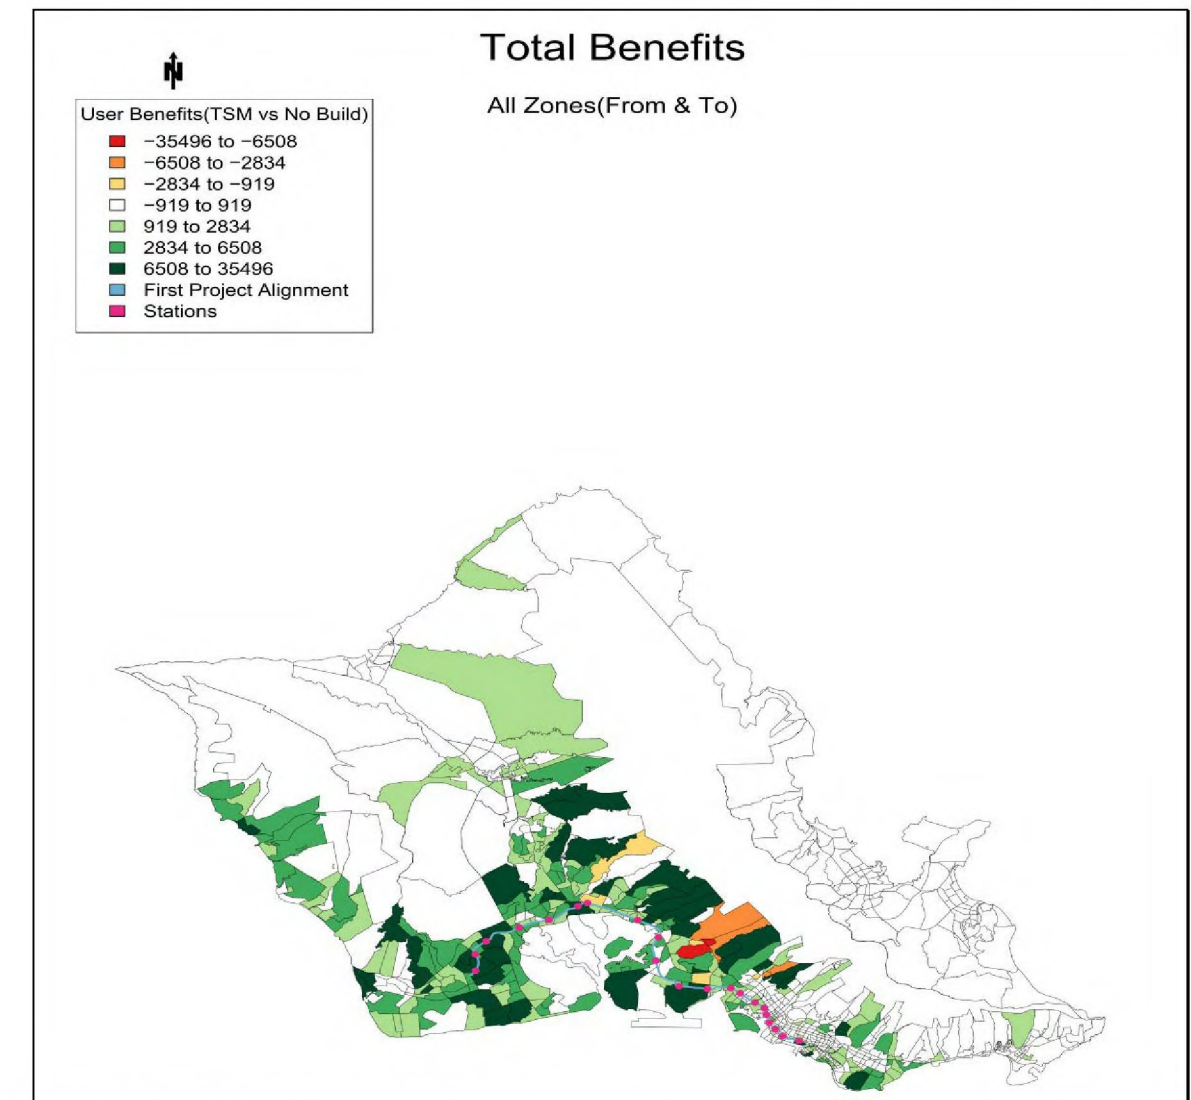 Total Benefits
All Zones(From & To)
N
User Benefits(TSM vs No Build)
−35496 to −6508
−6508 to −2834
−2834 to −919
−919 to 919
919 to 2834
2834 to 6508
6508 to 35496
First Project Alignment
Stations